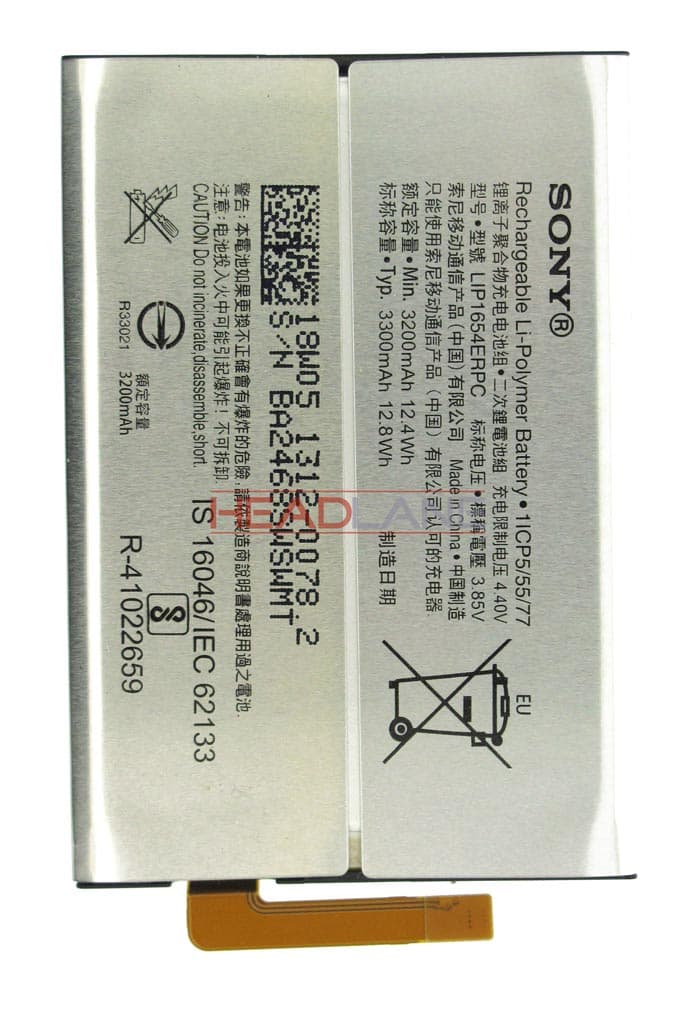 SONY®
Rechargeable Li-Polymer Battery • 1ICP5/55/77
锂离子聚合物充电电池组 • 二次鋰電池組 充电限制电压 4.40V
型号 • 型號 LIP1654ERPC 标称电压 • 標稱電壓 3.85V
索尼移动通信产品(中国)有限公司 Made in China • 中国制造
只能使用索尼移动通信产品(中国)有限公司认可的充电器.
额定容量 • Min. 3200mAh 12.4Wh
标称容量 • Typ. 3300mAh 12.8Wh
制造日期
EU
18W05 1312 0078 2
S/N BA24685WSWMT
警告: 本電池如果更換不正確會有爆炸的危險, 請依製造商說明書處理用過之電池.
注意: 电池投入火中可能引起爆炸! 不可拆卸.
CAUTION Do not incinerate,disassemble,short.
IS 16046/IEC 62133
R33021
額定容量
3200mAh
R-41022659
HEADLAM